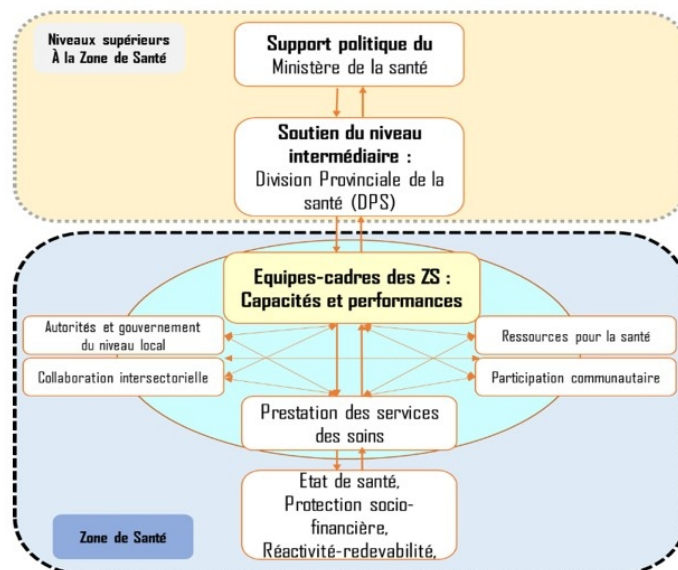 Niveaux supérieurs
À la Zone de Santé
Support politique du
Ministère de la santé
Soutien du niveau
intermédiaire :
Division Provinciale de la
santé (DPS)
Equipes-cadres des ZS :
Capacités et performances
Autorités et gouvernement
du niveau local
Ressources pour la santé
Collaboration intersectorielle
Participation communautaire
Prestation des services
des soins
Etat de santé,
Protection socio-
financière,
Réactivité-redevabilité,
Zone de Santé